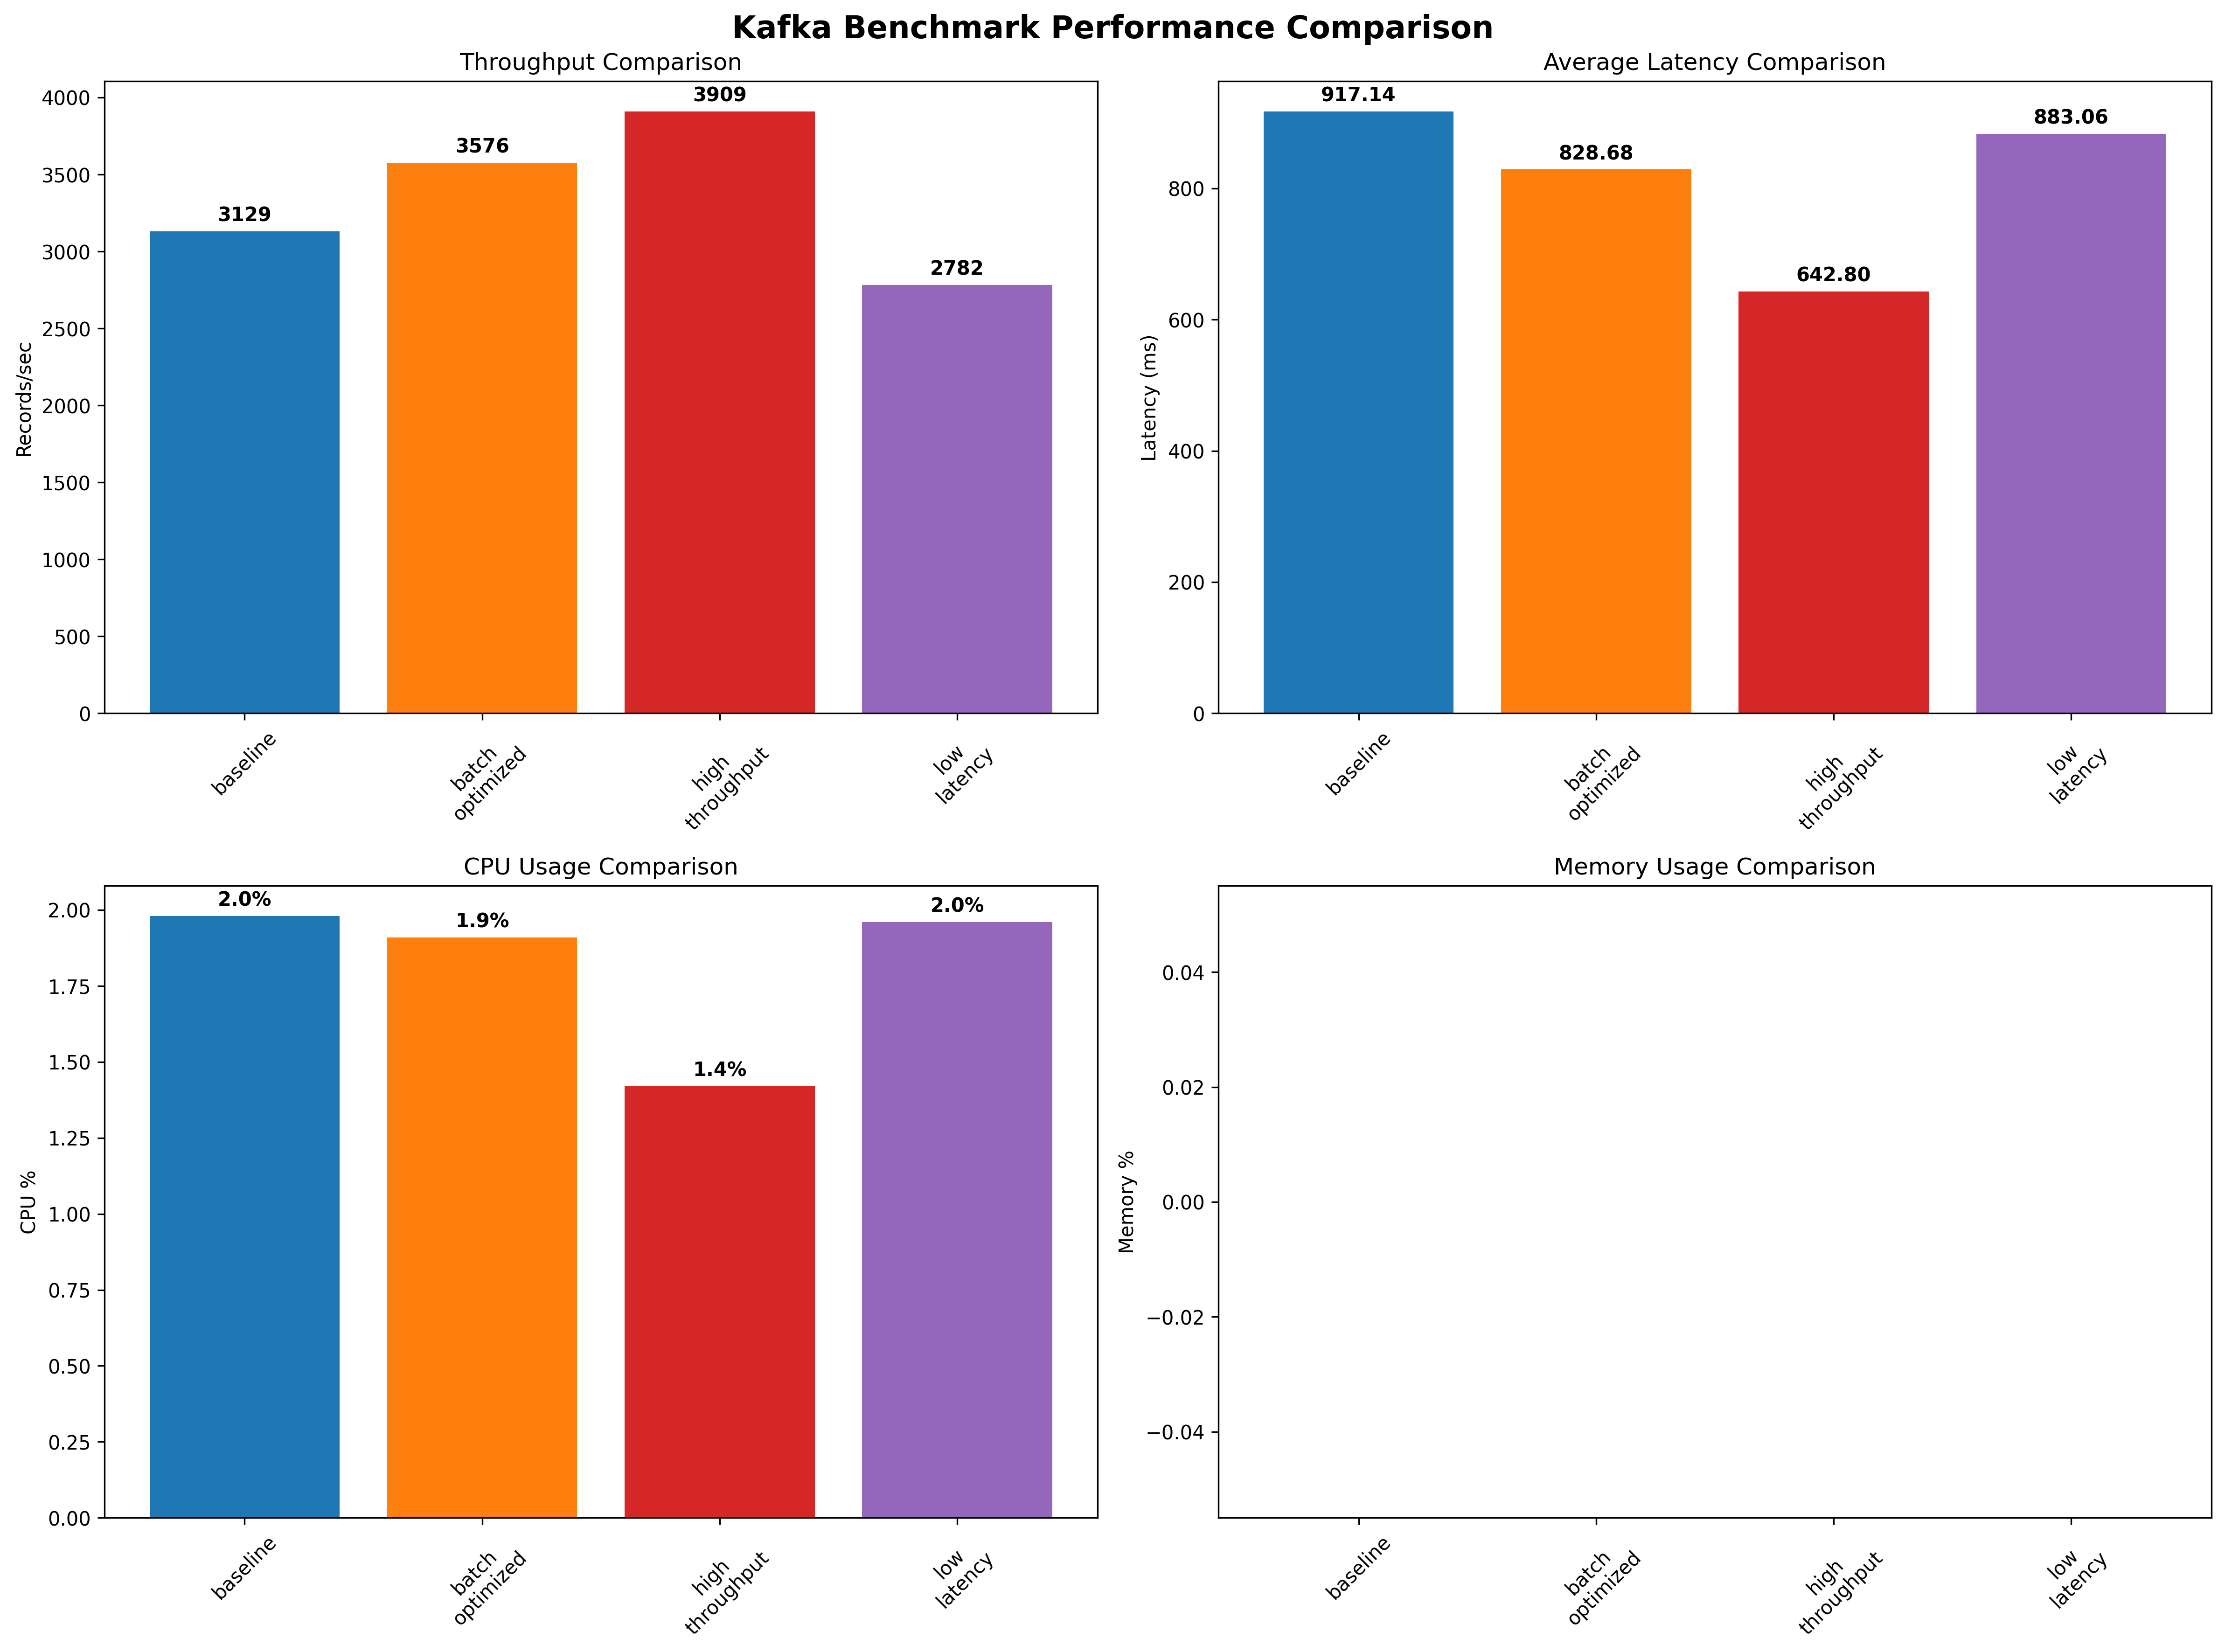 Kafka Benchmark Performance Comparison
Throughput Comparison
Records/sec
4000
3500
3000
2500
2000
1500
1000
500
0
3129
3576
3909
2782
baseline
batch
optimized
high
throughput
low
latency
Average Latency Comparison
Latency (ms)
800
600
400
200
0
917.14
828.68
642.80
883.06
baseline
batch
optimized
high
throughput
low
latency
CPU Usage Comparison
CPU %
2.00
1.75
1.50
1.25
1.00
0.75
0.50
0.25
0.00
2.0%
1.9%
1.4%
2.0%
baseline
batch
optimized
high
throughput
low
latency
Memory Usage Comparison
Memory %
0.04
0.02
0.00
−0.02
−0.04
baseline
batch
optimized
high
throughput
low
latency